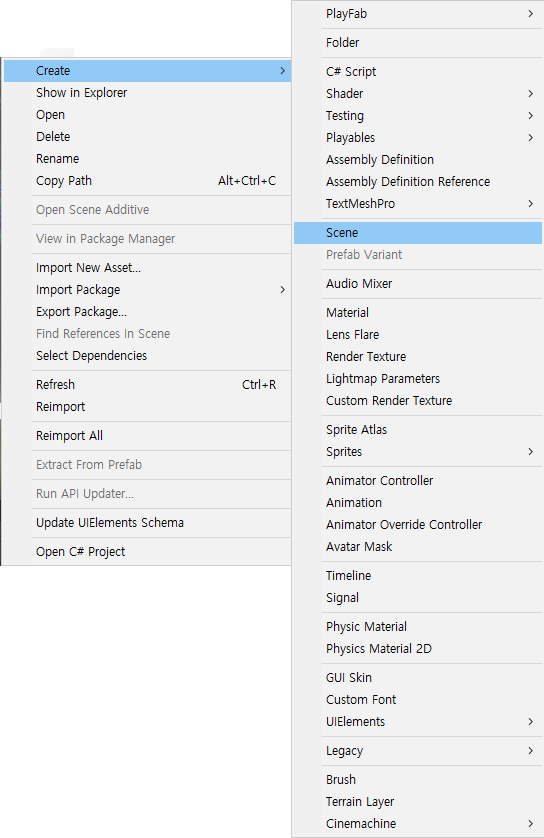 Create
Show in Explorer
Open
Delete
Rename
Copy Path Alt+Ctrl+C
Open Scene Additive
View in Package Manager
Import New Asset...
Import Package
Export Package...
Find References In Scene
Select Dependencies
Refresh Ctrl+R
Reimport
Reimport All
Extract From Prefab
Run API Updater...
Update UIElements Schema
Open C# Project
PlayFab
Folder
C# Script
Shader
Testing
Playables
Assembly Definition
Assembly Definition Reference
TextMeshPro
Scene
Prefab Variant
Audio Mixer
Material
Lens Flare
Render Texture
Lightmap Parameters
Custom Render Texture
Sprite Atlas
Sprites
Animator Controller
Animation
Animator Override Controller
Avatar Mask
Timeline
Signal
Physic Material
Physics Material 2D
GUI Skin
Custom Font
UIElements
Legacy
Brush
Terrain Layer
Cinemachine